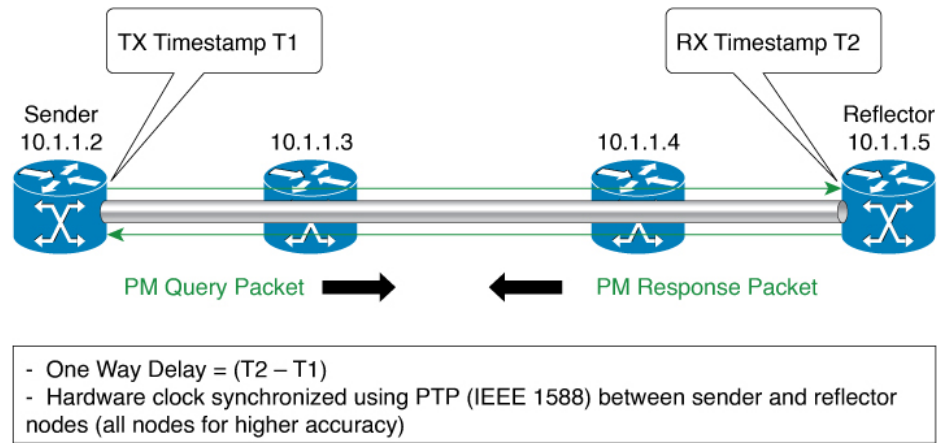 TX Timestamp T1
RX Timestamp T2
Sender
10.1.1.2
10.1.1.3
10.1.1.4
Reflector
10.1.1.5
PM Query Packet
PM Response Packet
- One Way Delay = (T2 – T1)
- Hardware clock synchronized using PTP (IEEE 1588) between sender and reflector
nodes (all nodes for higher accuracy)